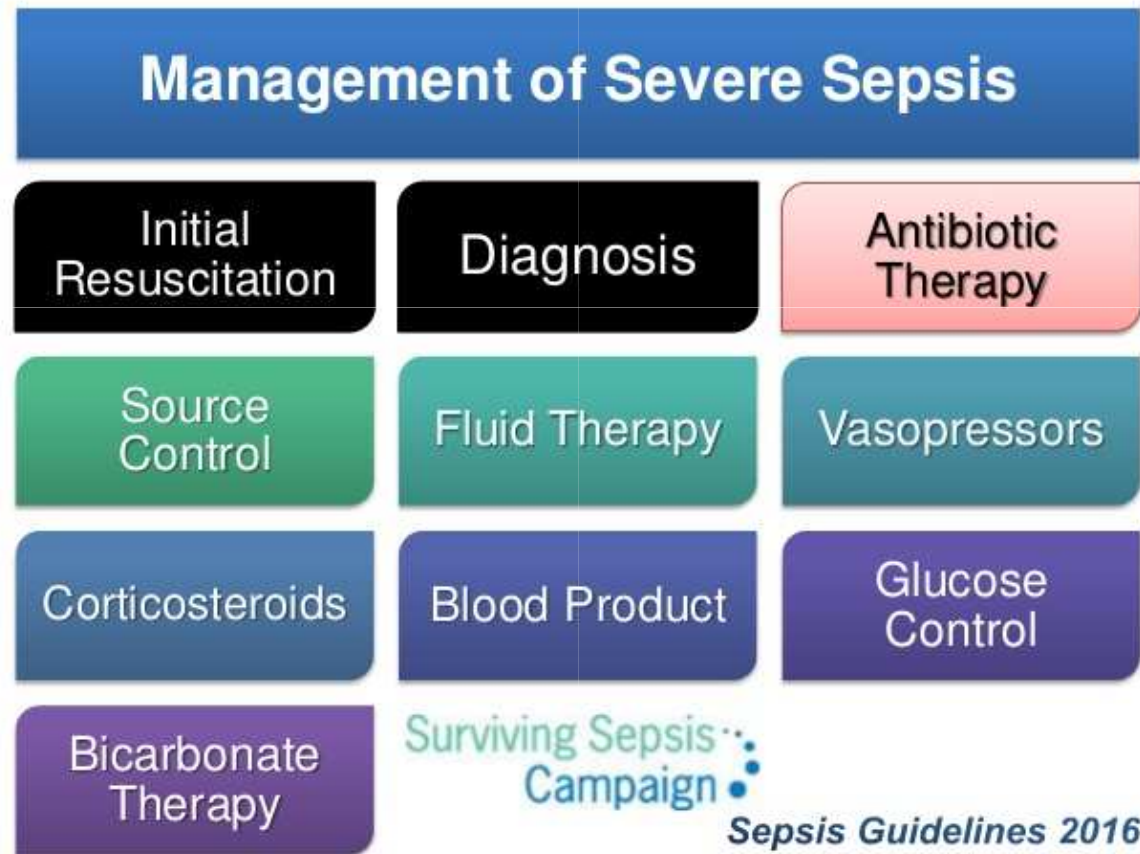 Management of Severe Sepsis
Initial
Resuscitation
Diagnosis
Antibiotic
Therapy
Source
Control
Fluid Therapy
Vasopressors
Corticosteroids
Blood Product
Glucose
Control
Bicarbonate
Therapy
Surviving Sepsis
Campaign
Sepsis Guidelines 2016